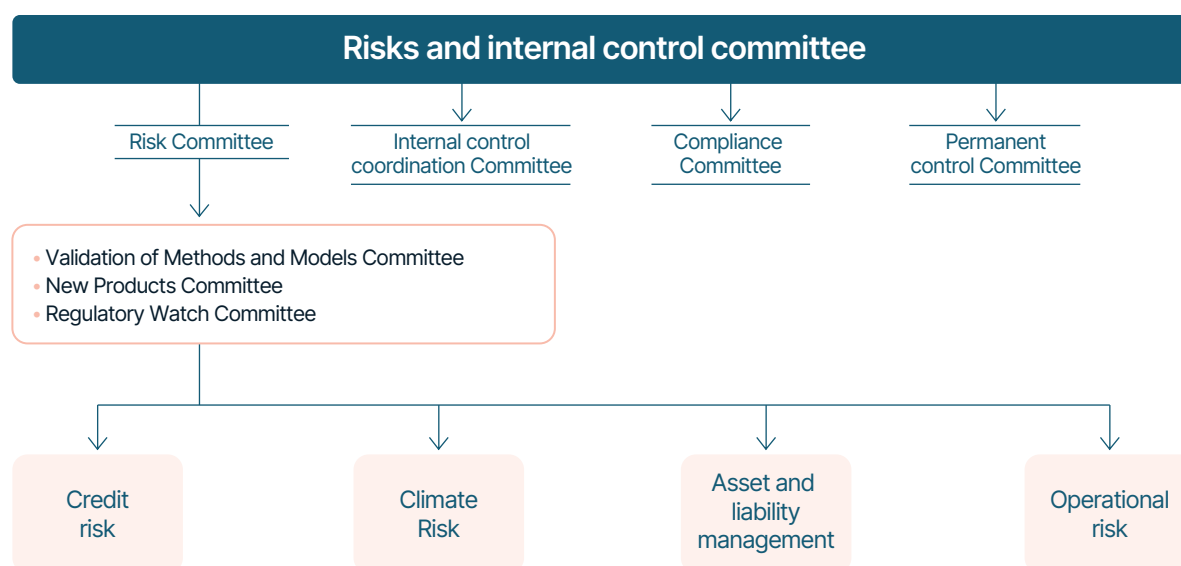 Risks and internal control committee
Risk Committee
Internal control
coordination Committee
Compliance
Committee
Permanent
control Committee
• Validation of Methods and Models Committee
• New Products Committee
• Regulatory Watch Committee
Credit
risk
Climate
Risk
Asset and
liability
management
Operational
risk